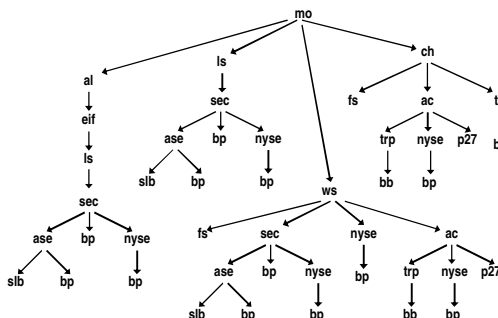 mo
ls ch
al
sec fs ac
eif
ase bp nyse trp nyse p27
ls
slb bp bp bb bp
ws
sec
fs sec nyse ac
ase bp nyse
ase bp nyse bp trp nyse p27
slb bp bp
slb bp bp bb bp